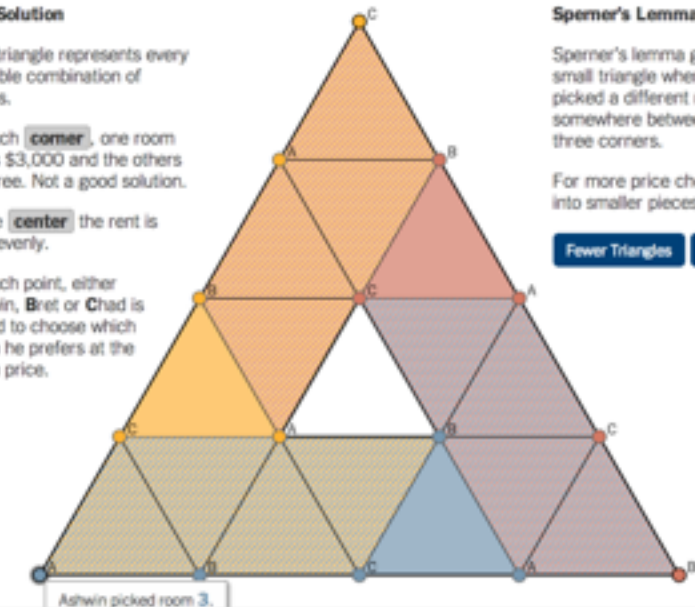 Solution
triangle represents every
ble combination of
s.
ch corner, one room
s $3,000 and the others
ree. Not a good solution.
e center the rent is
evenly.
ch point, either
in, Bret or Chad is
d to choose which
he prefers at the
price.
C
A
B
B
C
A
C
A
B
C
A
B
C
A
B
Ashwin picked room 3.
Sperner's Lemma
Sperner's lemma g
small triangle whe
picked a different
somewhere betwee
three corners.
For more price ch
into smaller pieces
Fewer Triangles